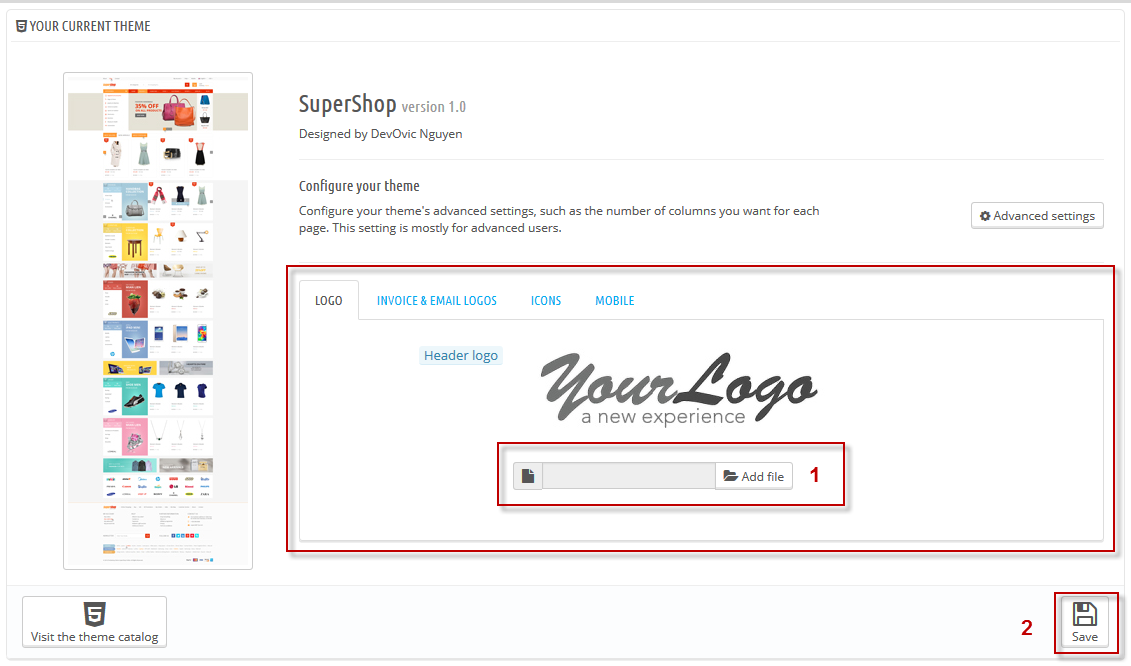 YOUR CURRENT THEME
35% OFF
SuperShop version 1.0
Designed by DevOvic Nguyen
Configure your theme
Configure your theme's advanced settings, such as the number of columns you want for each
page. This setting is mostly for advanced users.
Advanced settings
LOGO
INVOICE & EMAIL LOGOS
ICONS
MOBILE
Header logo
YourLogo
a new experience
Add file
1
Visit the theme catalog
2
Save